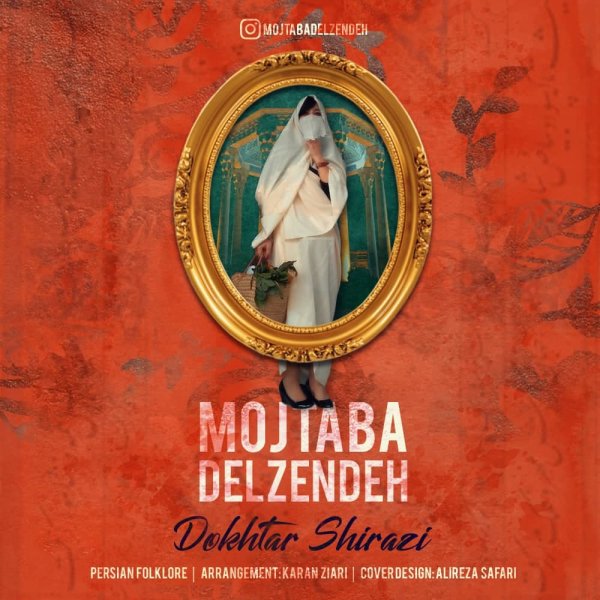 MOJTABADELZENDEH
MOJTABA
DELZENDEH
Dokhtar Shirazi
PERSIAN FOLKLORE | ARRANGEMENT: KARAN ZIARI | COVER DESIGN: ALIREZA SAFARI